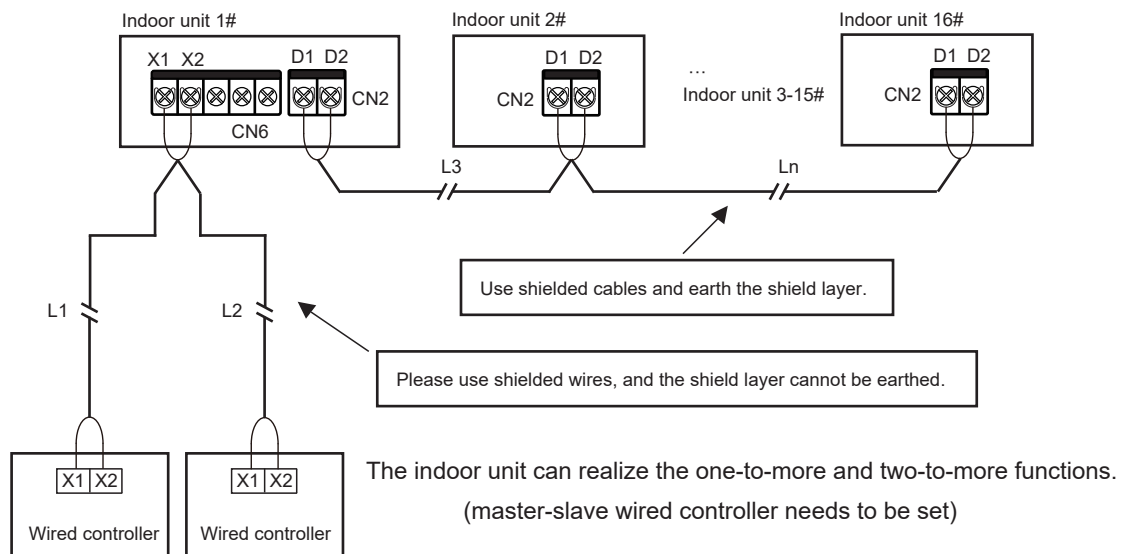 Indoor unit 1#
Indoor unit 2#
Indoor unit 16#
X1 X2
D1 D2
CN2
CN6
D1 D2
CN2
...
Indoor unit 3-15#
D1 D2
CN2
L3
Ln
Use shielded cables and earth the shield layer.
L1
L2
Please use shielded wires, and the shield layer cannot be earthed.
X1 X2
Wired controller
X1 X2
Wired controller
The indoor unit can realize the one-to-more and two-to-more functions.
(master-slave wired controller needs to be set)